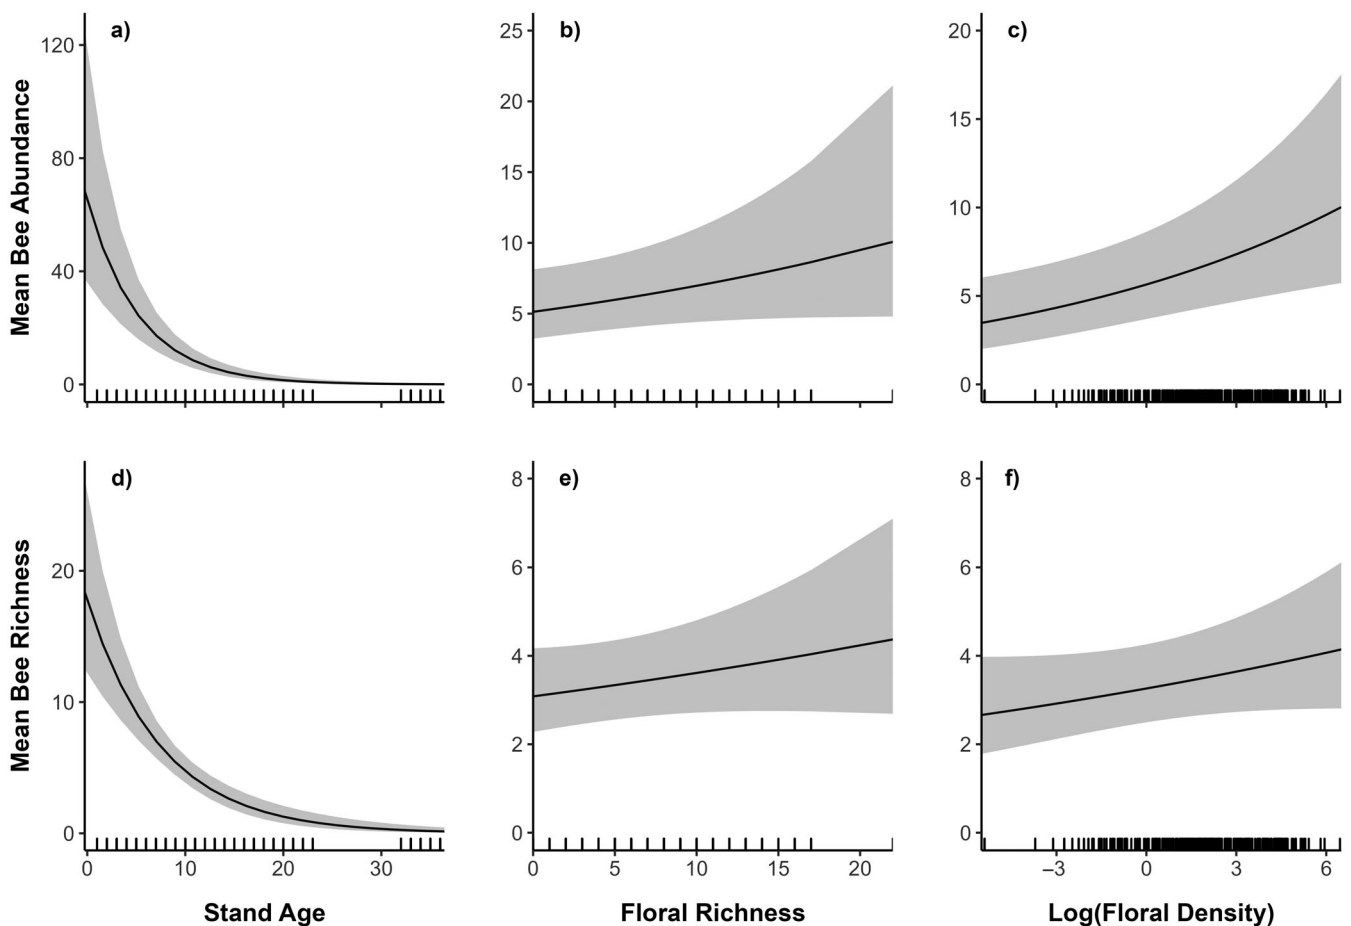 a)
b)
c)
Mean Bee Abundance
120
80
40
0
25
20
15
10
5
0
20
15
10
5
0
d)
e)
f)
Mean Bee Richness
20
10
0
8
6
4
2
0
8
6
4
2
0
0 10 20 30
0 5 10 15 20
−3 0 3 6
Stand Age
Floral Richness
Log(Floral Density)